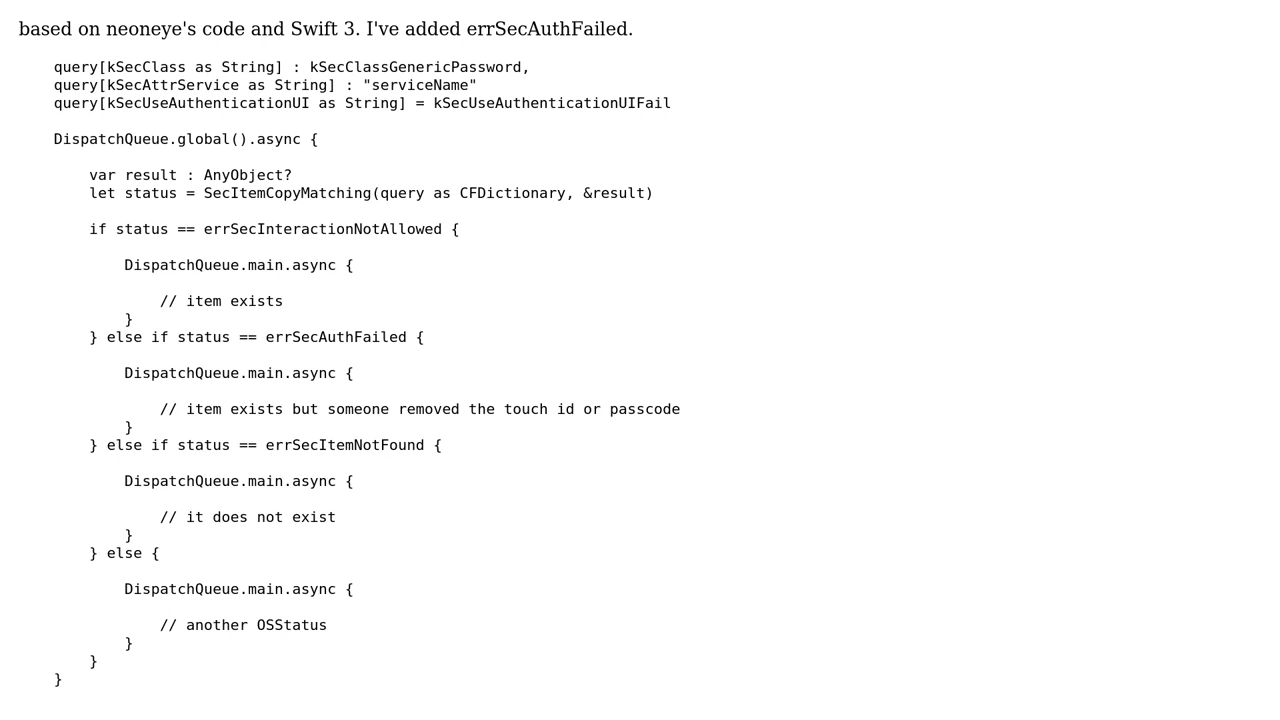 based on neoneye's code and Swift 3. I've added errSecAuthFailed.
query[kSecClass as String] : kSecClassGenericPassword,
query[kSecAttrService as String] : "serviceName"
query[kSecUseAuthenticationUI as String] = kSecUseAuthenticationUIFail
DispatchQueue.global().async {
var result : AnyObject?
let status = SecItemCopyMatching(query as CFDictionary, &result)
if status == errSecInteractionNotAllowed {
DispatchQueue.main.async {
// item exists
}
} else if status == errSecAuthFailed {
DispatchQueue.main.async {
// item exists but someone removed the touch id or passcode
}
} else if status == errSecItemNotFound {
DispatchQueue.main.async {
// it does not exist
}
} else {
DispatchQueue.main.async {
// another OSStatus
}
}
}